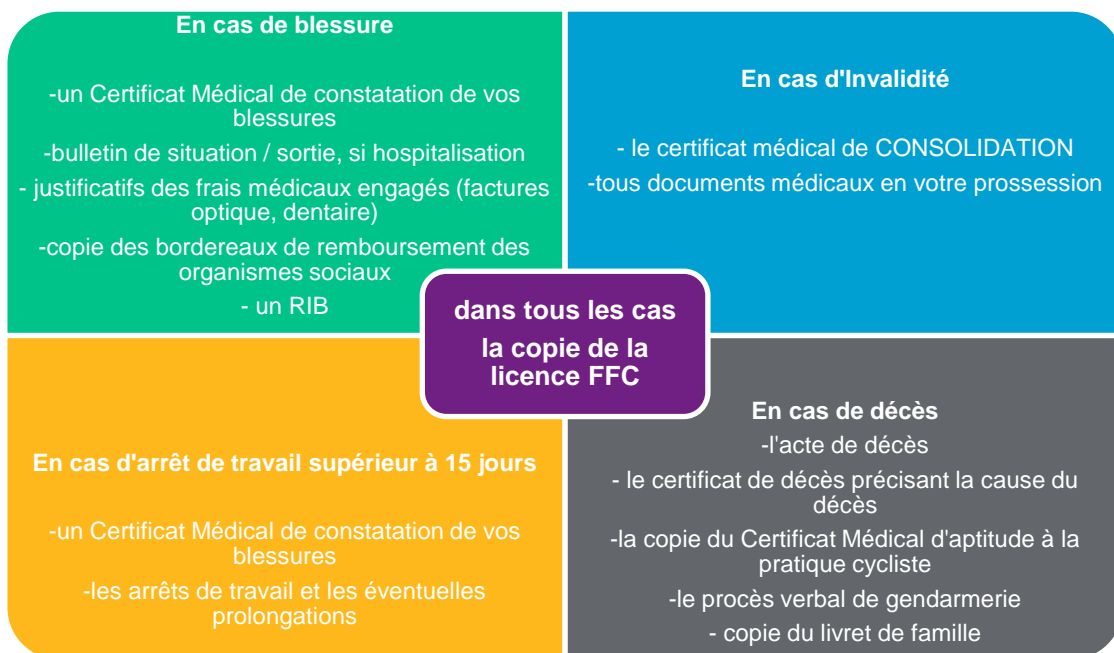 En cas de blessure
-un Certificat Médical de constatation de vos
blessures
-bulletin de situation / sortie, si hospitalisation
- justificatifs des frais médicaux engagés (factures
optique, dentaire)
-copie des bordereaux de remboursement des
organismes sociaux
- un RIB
En cas d'Invalidité
- le certificat médical de CONSOLIDATION
-tous documents médicaux en votre prossession
dans tous les cas
la copie de la
licence FFC
En cas d'arrêt de travail supérieur à 15 jours
-un Certificat Médical de constatation de vos
blessures
-les arrêts de travail et les éventuelles
prolongations
En cas de décès
-l'acte de décès
- le certificat de décès précisant la cause du
décès
-la copie du Certificat Médical d'aptitude à la
pratique cycliste
-le procès verbal de gendarmerie
- copie du livret de famille